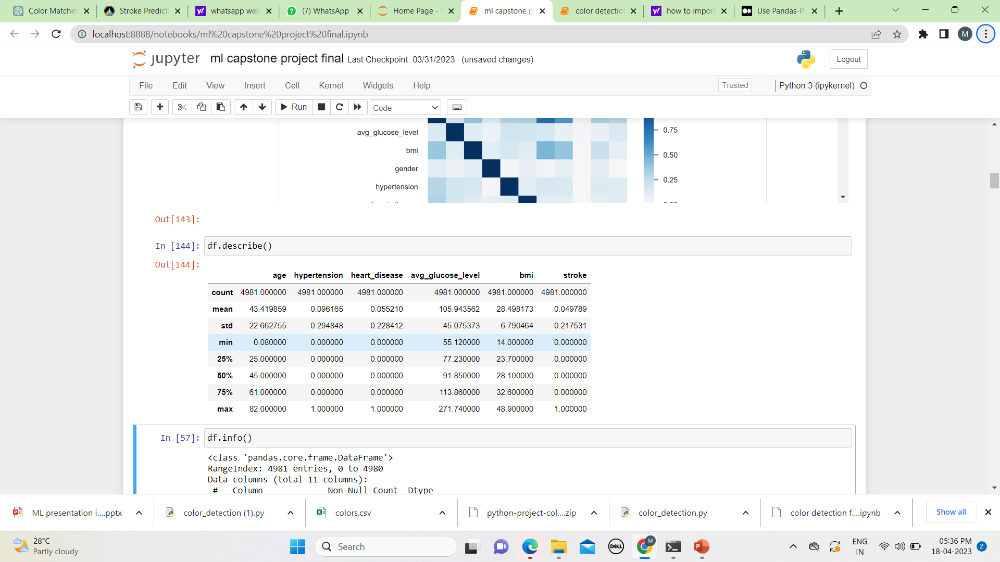 Color Matchin
Stroke Predicti
whatsapp web
(7) WhatsApp
Home Page - S
ml capstone p
color detection
how to import
Use Pandas-Pr
localhost:8888/notebooks/ml%20capstone%20project%20final.ipynb
M
jupyter ml capstone project final Last Checkpoint: 03/31/2023 (unsaved changes)
Logout
File Edit View Insert Cell Kernel Widgets Help
Trusted
Python 3 (ipykernel)
Run
Code
avg_glucose_level
bmi
gender
hypertension
0.75
0.50
0.25
Out[143]:
In [144]: df.describe()
Out[144]:
age hypertension heart_disease avg_glucose_level bmi stroke
count 4981.000000 4981.000000 4981.000000 4981.000000 4981.000000 4981.000000
mean 43.419859 0.096165 0.055210 105.943562 28.498173 0.049789
std 22.662755 0.294848 0.228412 45.075373 6.790464 0.217531
min 0.080000 0.000000 0.000000 55.120000 14.000000 0.000000
25% 25.000000 0.000000 0.000000 77.230000 23.700000 0.000000
50% 45.000000 0.000000 0.000000 91.850000 28.100000 0.000000
75% 61.000000 0.000000 0.000000 113.860000 32.600000 0.000000
max 82.000000 1.000000 1.000000 271.740000 48.900000 1.000000
In [57]: df.info()
<class 'pandas.core.frame.DataFrame'>
RangeIndex: 4981 entries, 0 to 4980
Data columns (total 11 columns):
# Column Non-Null Count Dtype
ML presentation i....pptx
color_detection (1).py
colors.csv
python-project-col....zip
color_detection.py
color detection f....ipynb
Show all
28°C
Partly cloudy
Search
DELL
M
ENG
IN
05:36 PM
18-04-2023
2